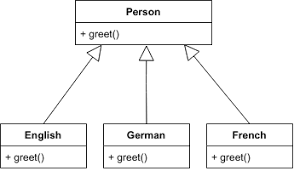 Person
+ greet()
English
German
French
+ greet()
+ greet()
+ greet()